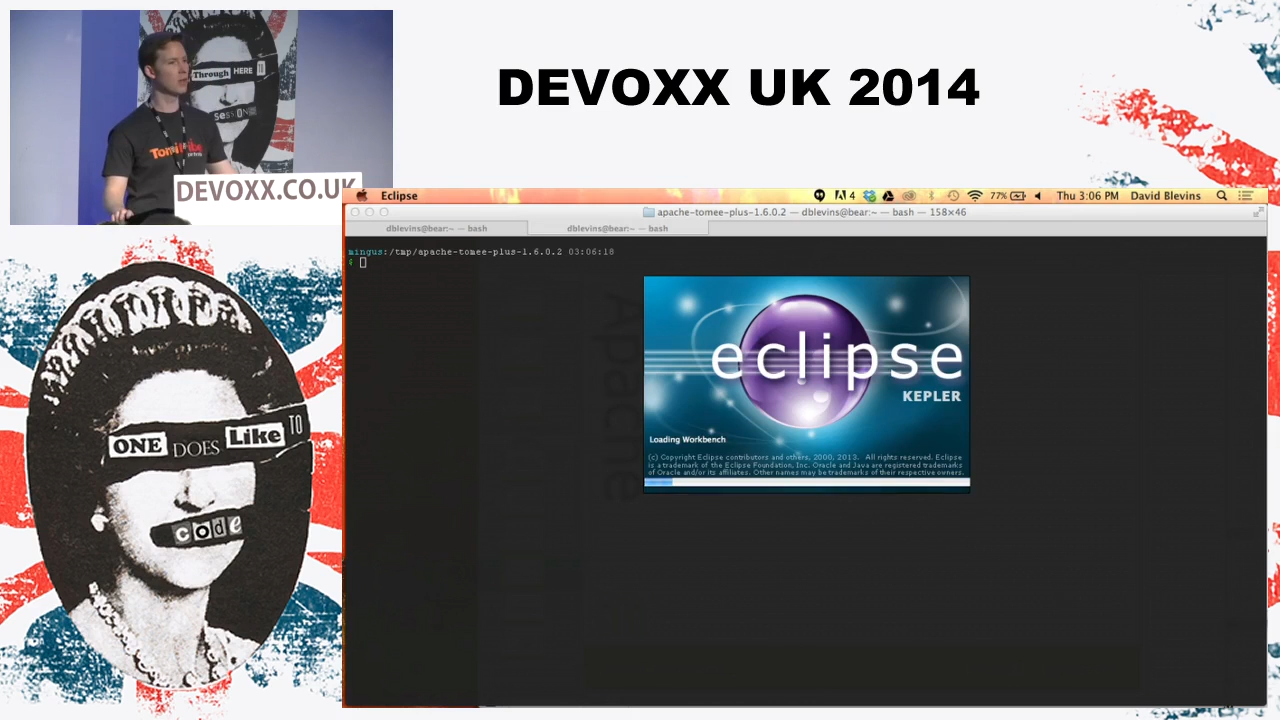 DEVOXX UK 2014
Through HERE IS
SESSION
DEVOXX.CO.UK
Eclipse
4
77%
Thu 3:06 PM
David Blevins
apache-tomee-plus-1.6.0.2 — dblevins@bear:~ — bash — 158×46
dblevins@bear:~ — bash
dblevins@bear:~ — bash
mingus:/tmp/apache-tomee-plus-1.6.0.2 03:06:18
$
Apache
eclipse
KEPLER
Loading Workbench
(c) Copyright Eclipse contributors and others, 2000, 2013. All rights reserved. Eclipse
is a trademark of the Eclipse Foundation, Inc. Oracle and Java are registered trademarks
of Oracle and/or its affiliates. Other names may be trademarks of their respective owners.
ONE DOES Like TO
code